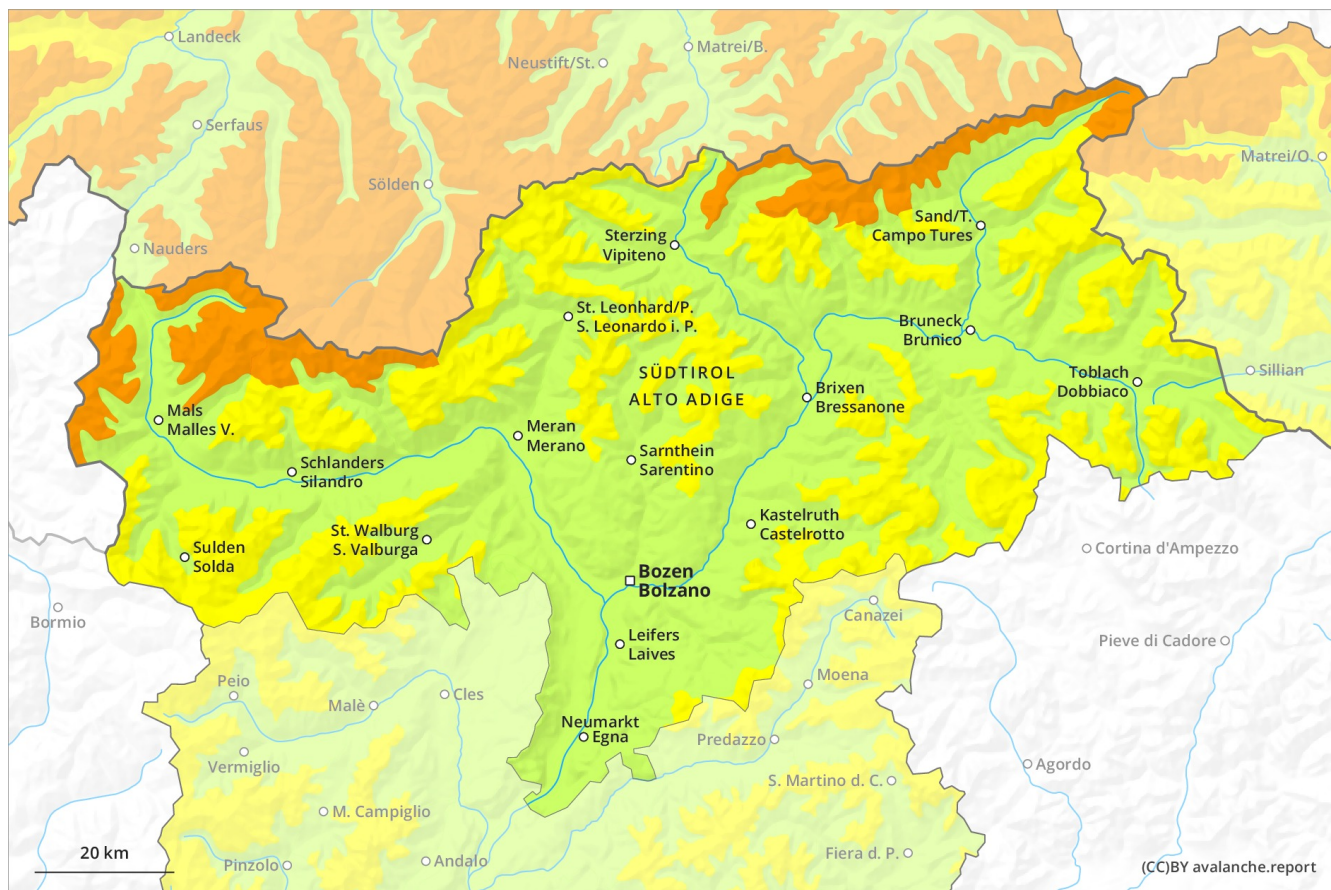 Landeck
Matrei/B.
Neustift/St.
Serfaus
Matrei/O.
Sölden
Sand/T.
Campo Tures
Sterzing
Vipiteno
Nauders
St. Leonhard/P.
S. Leonardo i. P.
Bruneck
Brunico
SÜDTIROL
ALTO ADIGE
Toblach
Dobbiaco
Sillian
Brixen
Bressanone
Mals
Malles V.
Meran
Merano
Sarnthein
Sarentino
Schlanders
Silandro
Kastelruth
Castelrotto
St. Walburg
S. Valburga
Sulden
Solda
Cortina d'Ampezzo
Bozen
Bolzano
Bormio
Canazei
Leifers
Laives
Pieve di Cadore
Moena
Peio
Cles
Malè
Neumarkt
Egna
Predazzo
Vermiglio
Agordo
S. Martino d. C.
M. Campiglio
20 km
Pinzolo
Andalo
Fiera d. P.
(CC)BY avalanche.report